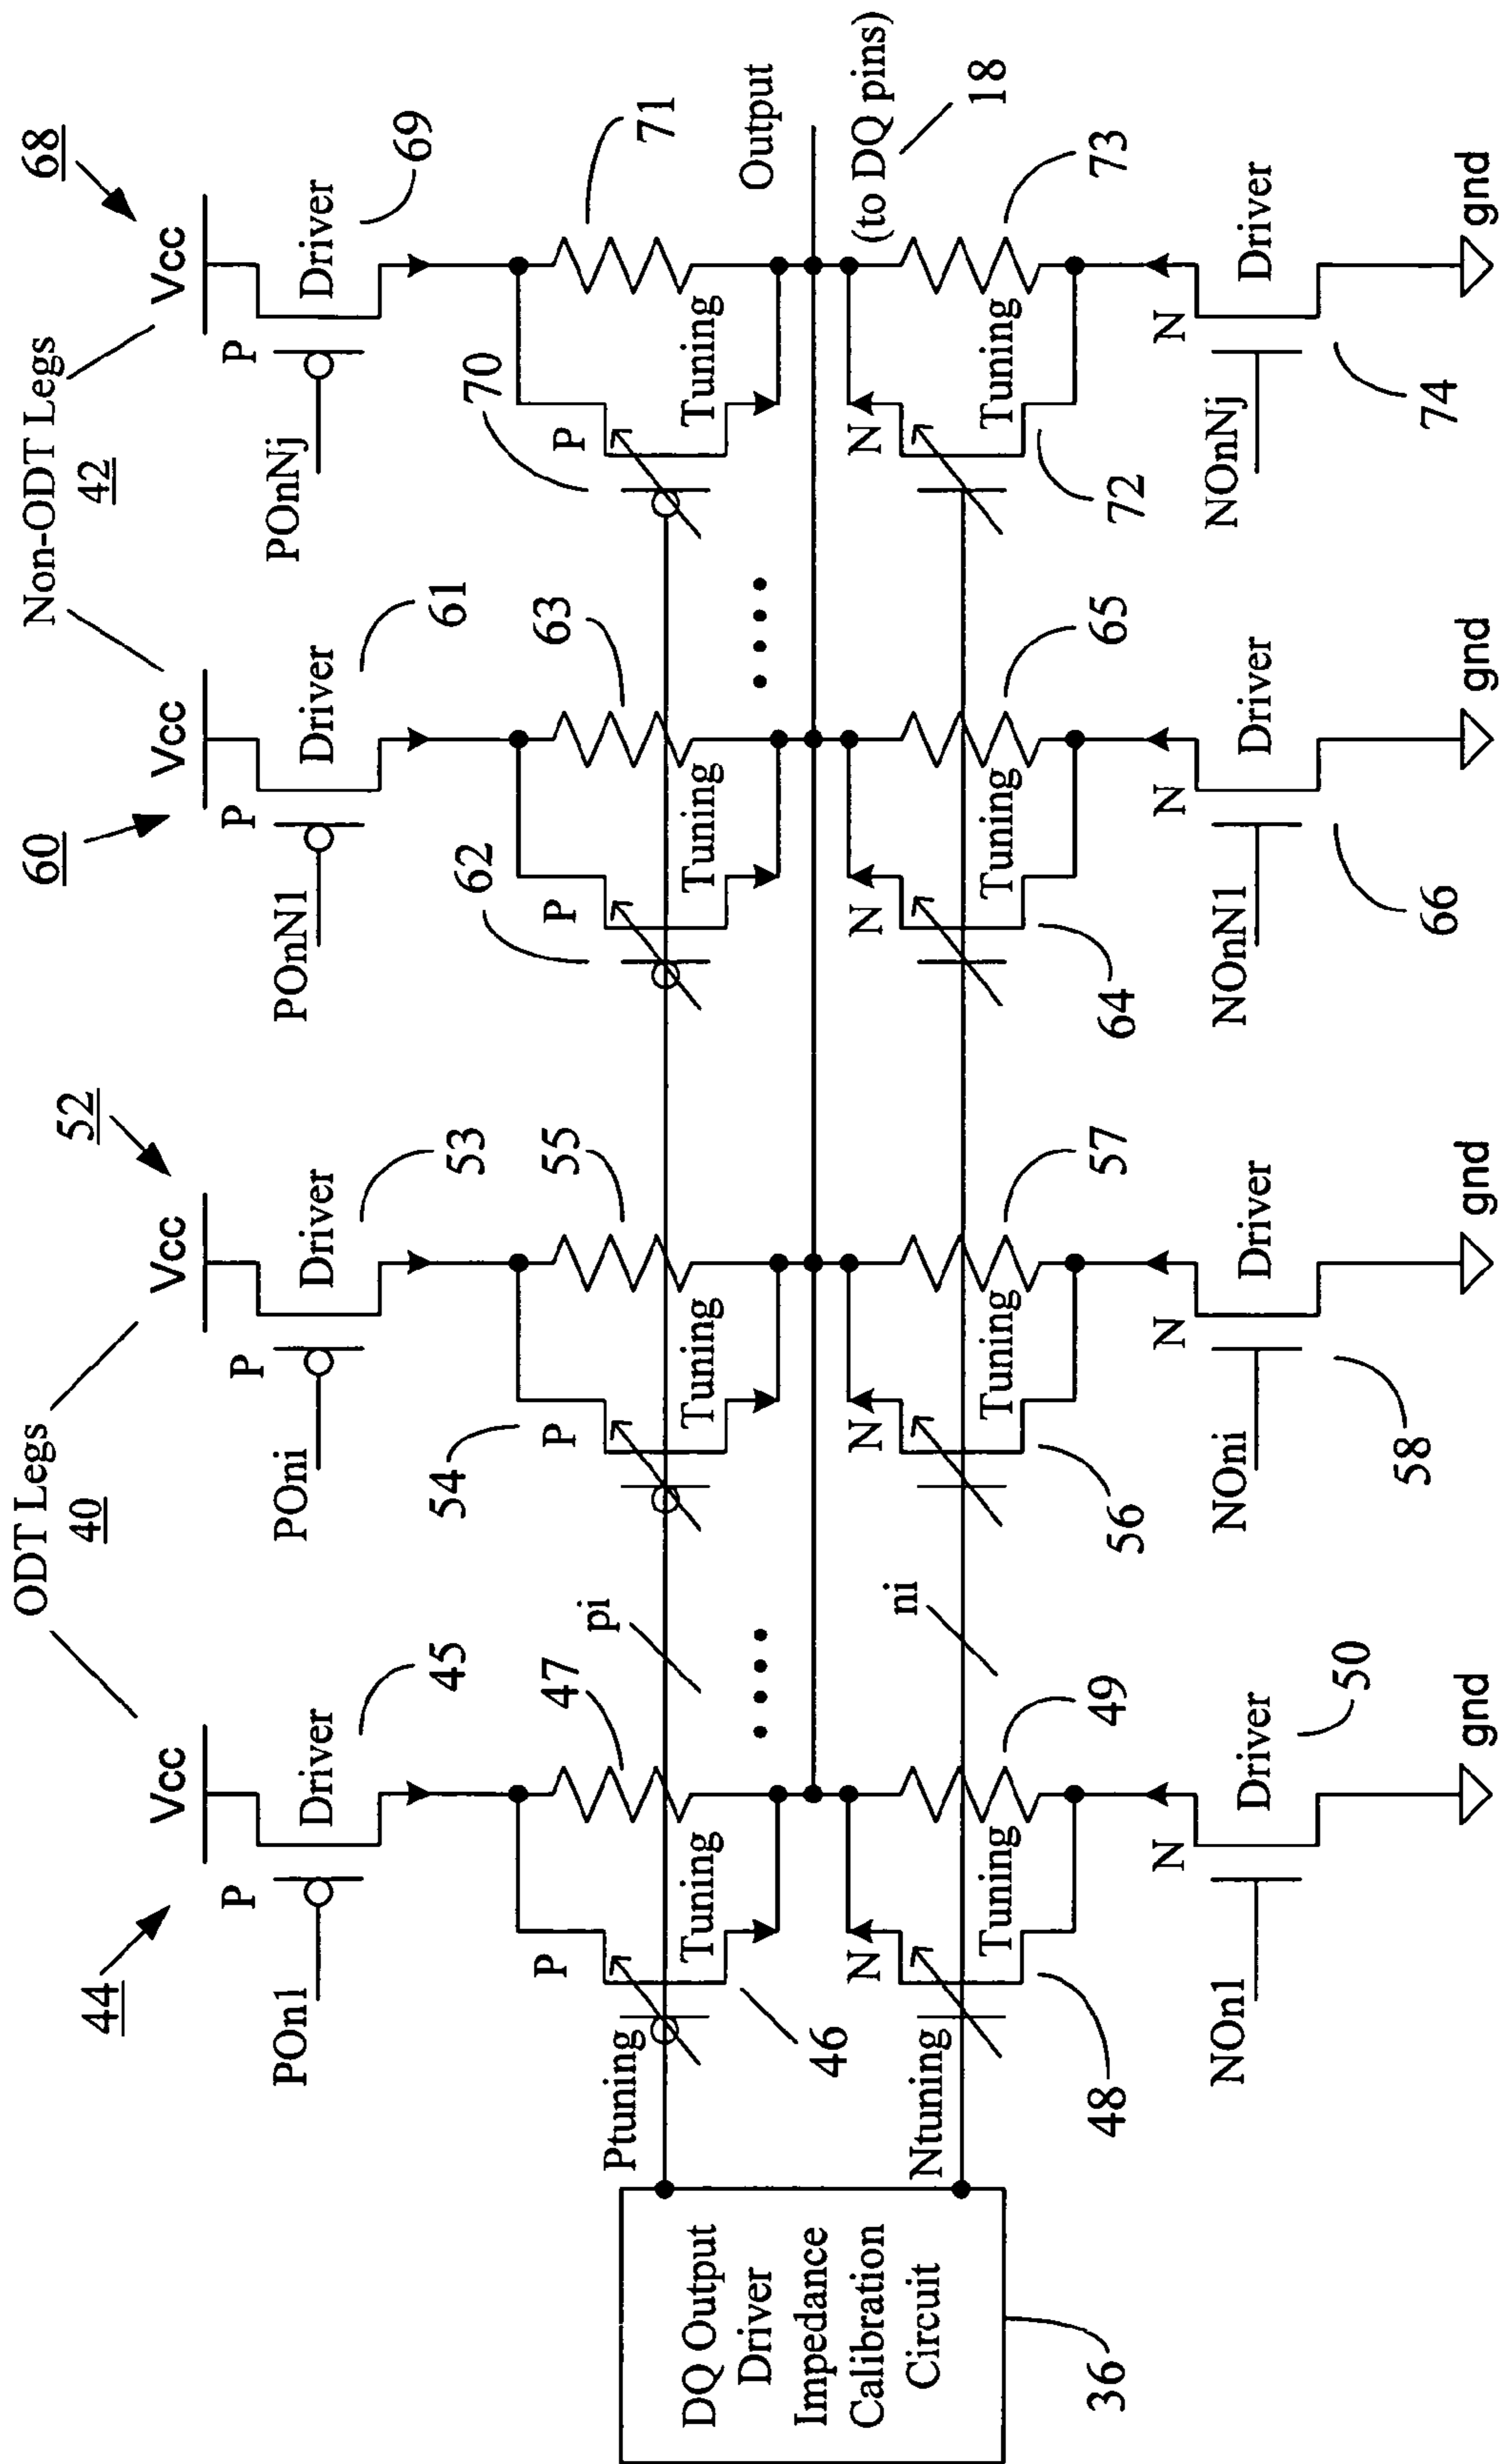 ODT Legs
40
Non-ODT Legs
42
44
Vcc
52
Vcc
60
Vcc
68
Vcc
P
Driver
45
P
Driver
53
P
Driver
61
P
Driver
69
POn1
POni
POnN1
POnNj
P
47
54
P
55
62
P
63
70
P
71
Ptuning
pi
Tuning
Tuning
Tuning
Tuning
46
Output
DQ Output
Driver
Impedance
Calibration
Circuit
36
(to DQ pins)
18
Ntuning
N
ni
N
N
N
Tuning
Tuning
Tuning
Tuning
48
49
56
57
64
65
72
73
N
Driver
50
N
Driver
58
N
Driver
66
N
Driver
74
NOn1
NOni
NOnN1
NOnNj
gnd
gnd
gnd
gnd